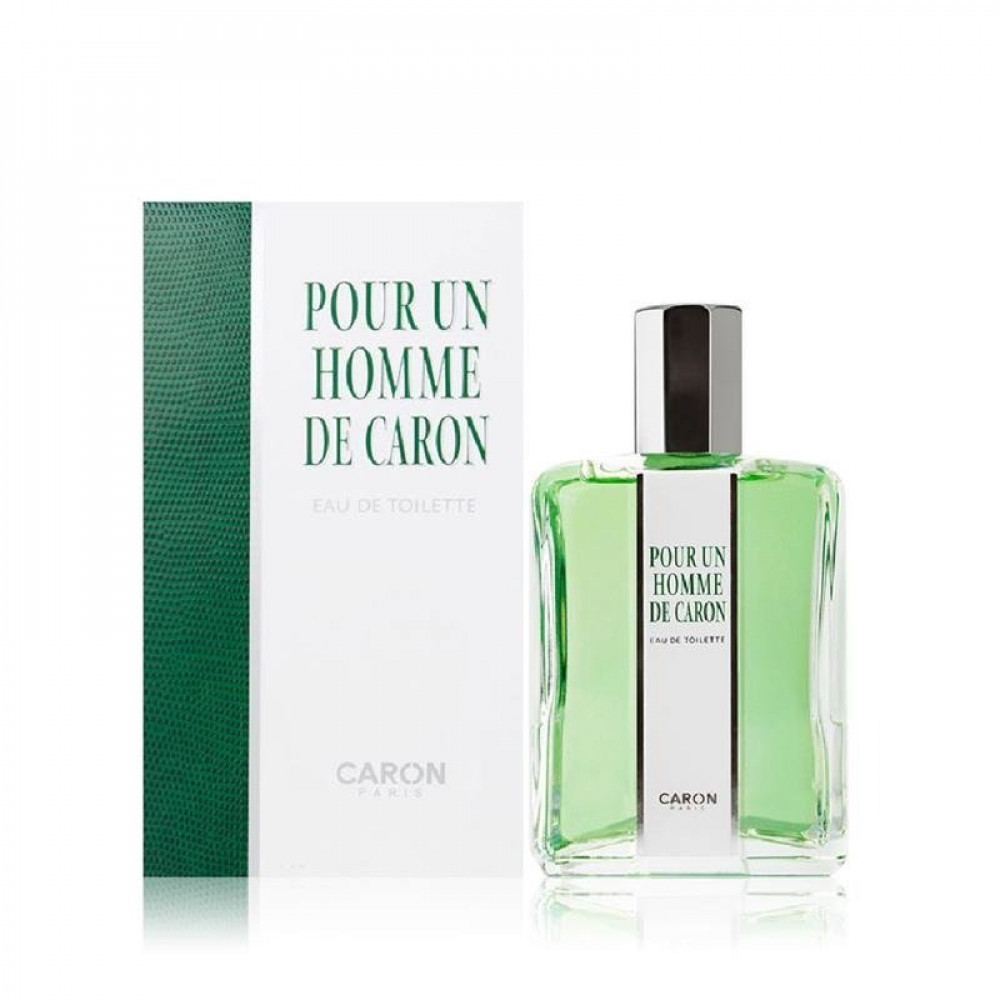 POUR UN
HOMME
DE CARON
EAU DE TOILETTE
CARON
PARIS
POUR UN
HOMME
DE CARON
EAU DE TOILETTE
CARON
PARIS